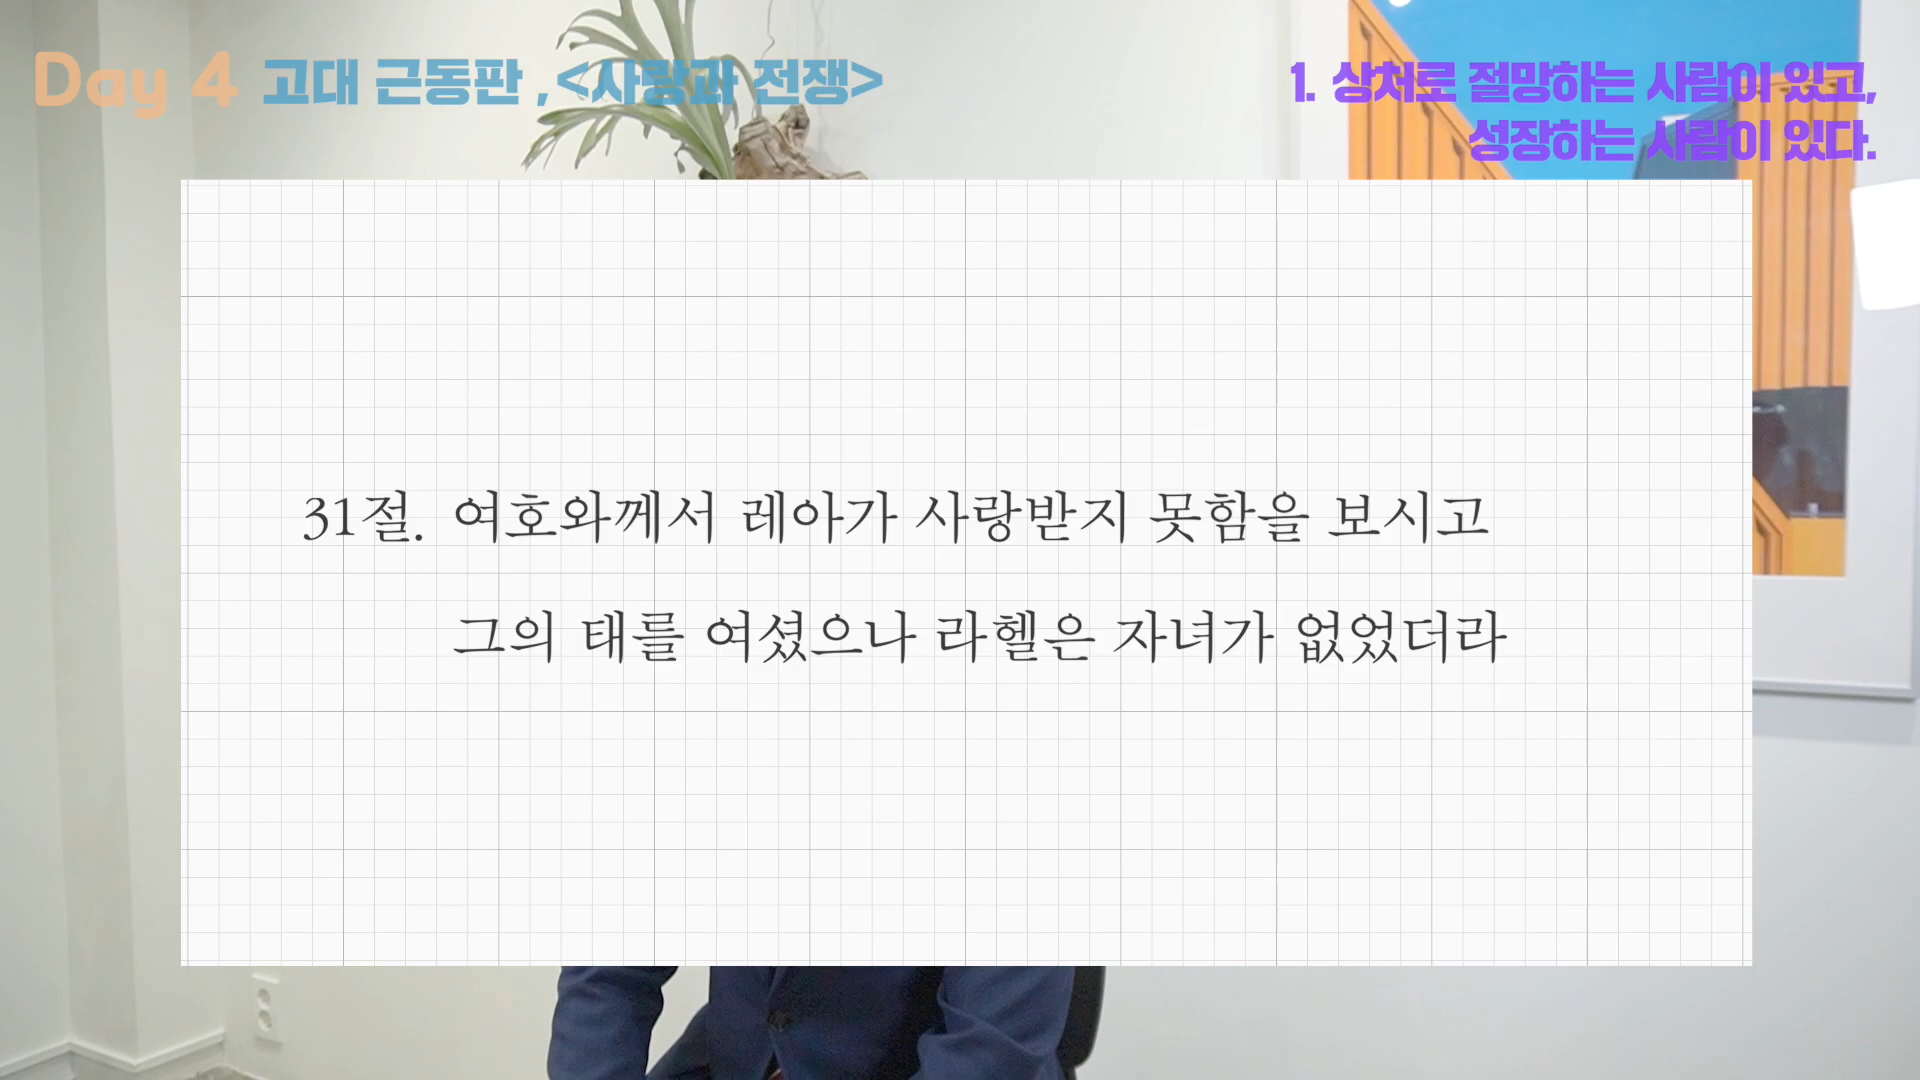 Day 4 고대 근동판 , <사랑과 전쟁>
1. 상처로 절망하는 사람이 있고,
성장하는 사람이 있다.
31절. 여호와께서 레아가 사랑받지 못함을 보시고
그의 태를 여셨으나 라헬은 자녀가 없었더라